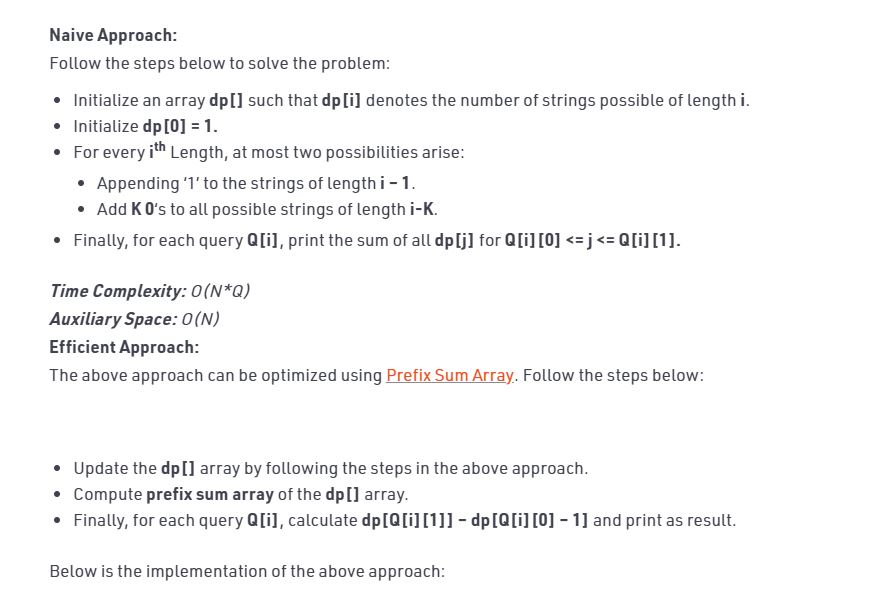 Naive Approach:
Follow the steps below to solve the problem:
• Initialize an array dp[] such that dp[i] denotes the number of strings possible of length i.
• Initialize dp[0] = 1.
• For every ith Length, at most two possibilities arise:
• Appending ‘1’ to the strings of length i – 1.
• Add K 0‘s to all possible strings of length i-K.
• Finally, for each query Q[i], print the sum of all dp[j] for Q[i][0] <= j <= Q[i][1].
Time Complexity: O(N*Q)
Auxiliary Space: O(N)
Efficient Approach:
The above approach can be optimized using Prefix Sum Array. Follow the steps below:
• Update the dp[] array by following the steps in the above approach.
• Compute prefix sum array of the dp[] array.
• Finally, for each query Q[i], calculate dp[Q[i][1]] – dp[Q[i][0] – 1] and print as result.
Below is the implementation of the above approach: